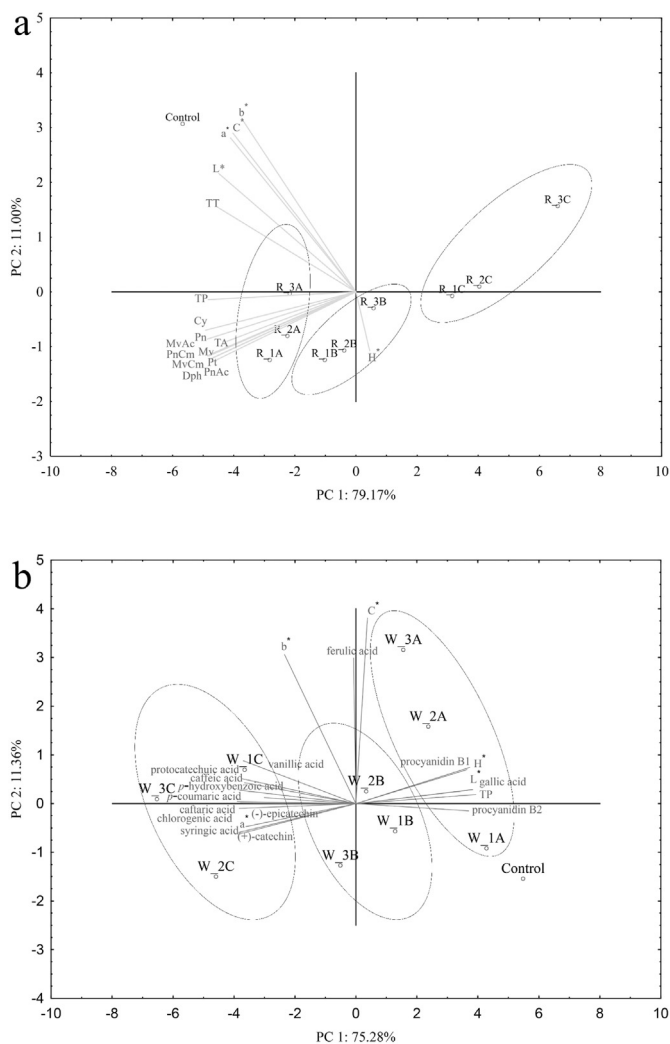 a
5
4
3
2
1
0
-1
-2
-3
PC 2: 11.00%
Control
b*
C*
a*
L*
TT
TP
Cy
Pn
MvAc TA
PnCm Mv
MvCm Pt
PnAc
Dph
R_3A
R_2A
R_1A
R_1B
R_2B
R_3B
H*
R_1C
R_2C
R_3C
-10 -8 -6 -4 -2 0 2 4 6 8 10
PC 1: 79.17%
b
5
4
3
2
1
0
-1
-2
-3
-4
PC 2: 11.36%
C*
b*
ferulic acid
W_3A
W_2A
W_1C
vanillic acid
procyanidin B1 H*
protocatechuic acid
L*
caffeic acid
gallic acid
p-hydroxybenzoic acid
W_2B
TP
W_3C
p-coumaric acid
procyanidin B2
caftaric acid
(-)-epicatechin
chlorogenic acid
a*
W_1B
syringic acid
(+)-catechin
W_1A
W_3B
Control
W_2C
-10 -8 -6 -4 -2 0 2 4 6 8 10
PC 1: 75.28%